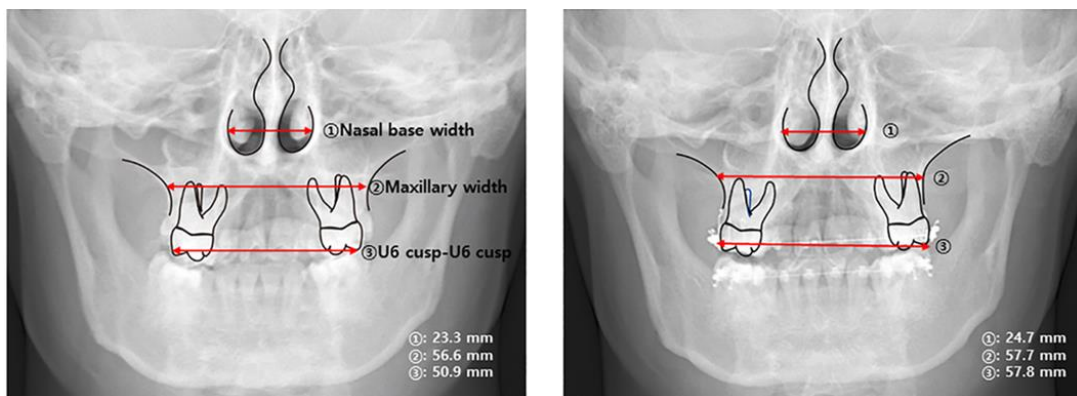 ①Nasal base width
②Maxillary width
③U6 cusp-U6 cusp
①: 23.3 mm
②: 56.6 mm
③: 50.9 mm
①
②
③
①: 24.7 mm
②: 57.7 mm
③: 57.8 mm